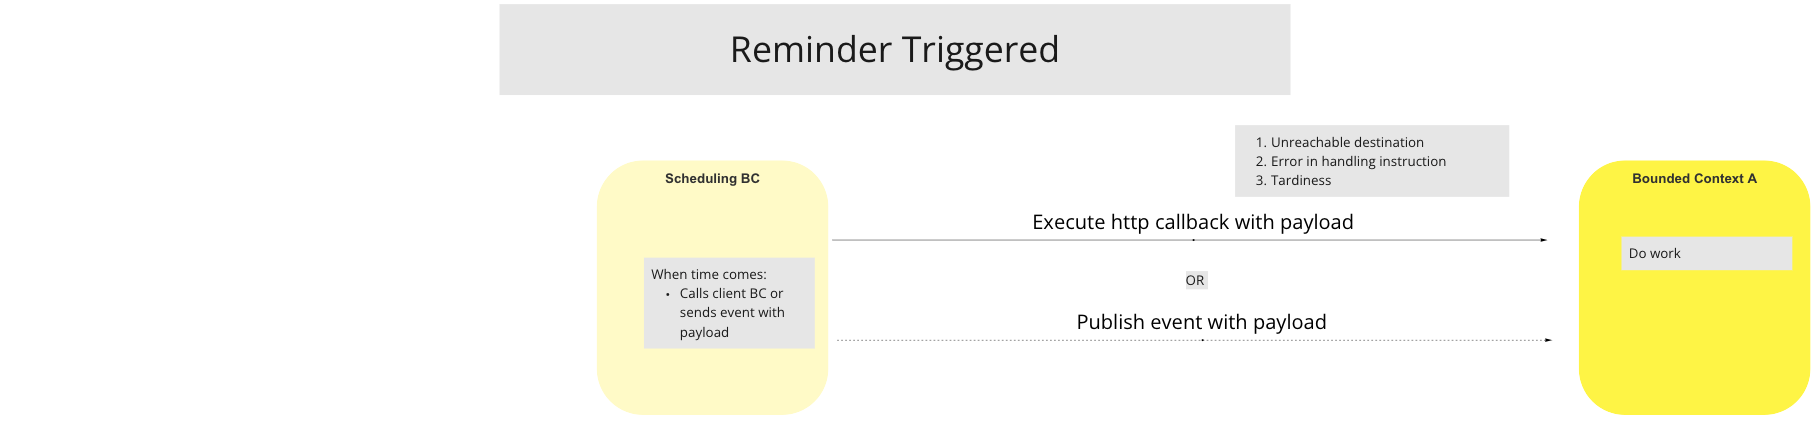 Reminder Triggered
1. Unreachable destination
2. Error in handling instruction
3. Tardiness
Scheduling BC
Bounded Context A
Execute http callback with payload
Do work
When time comes:
• Calls client BC or
sends event with
payload
OR
Publish event with payload